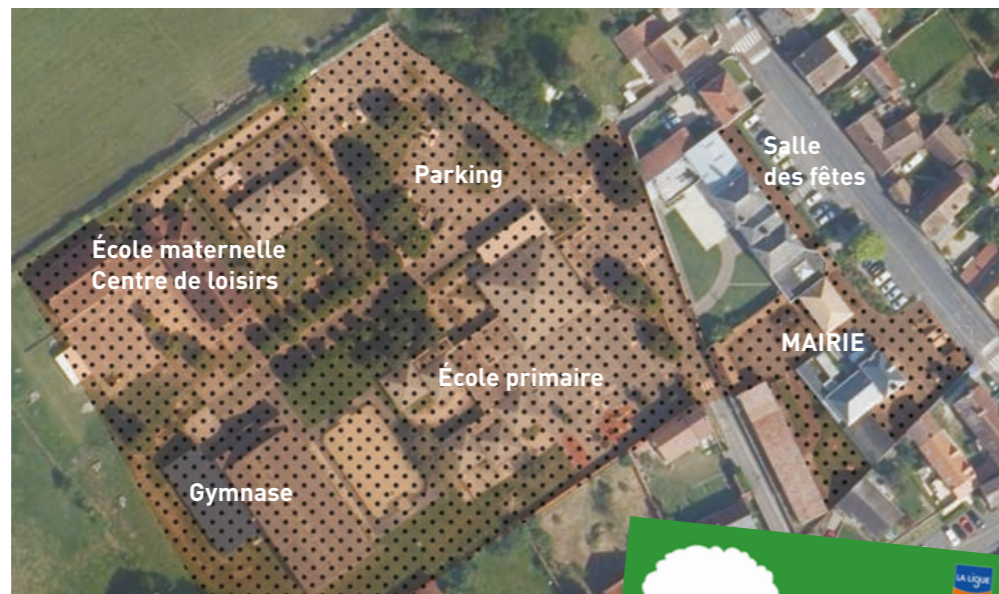 Salle
des fêtes
Parking
École maternelle
Centre de loisirs
MAIRIE
École primaire
Gymnase
LA LIGUE